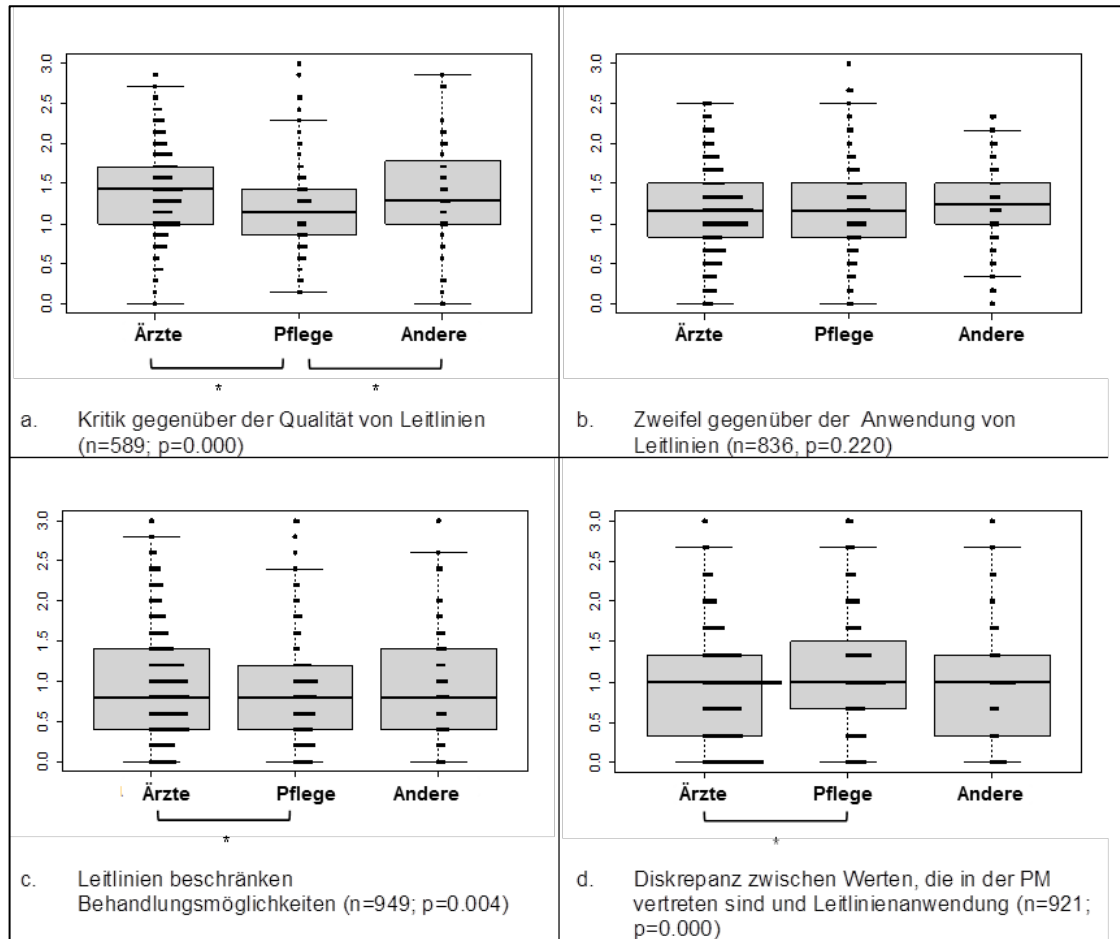 3.0
2.5
2.0
1.5
1.0
0.5
0.0
Ärzte Pflege Andere
* *
a. Kritik gegenüber der Qualität von Leitlinien
(n=589; p=0.000)
3.0
2.5
2.0
1.5
1.0
0.5
0.0
Ärzte Pflege Andere
b. Zweifel gegenüber der Anwendung von
Leitlinien (n=836, p=0.220)
3.0
2.5
2.0
1.5
1.0
0.5
0.0
Ärzte Pflege Andere
*
c. Leitlinien beschränken
Behandlungsmöglichkeiten (n=949; p=0.004)
3.0
2.5
2.0
1.5
1.0
0.5
0.0
Ärzte Pflege Andere
*
d. Diskrepanz zwischen Werten, die in der PM
vertreten sind und Leitlinienanwendung (n=921;
p=0.000)